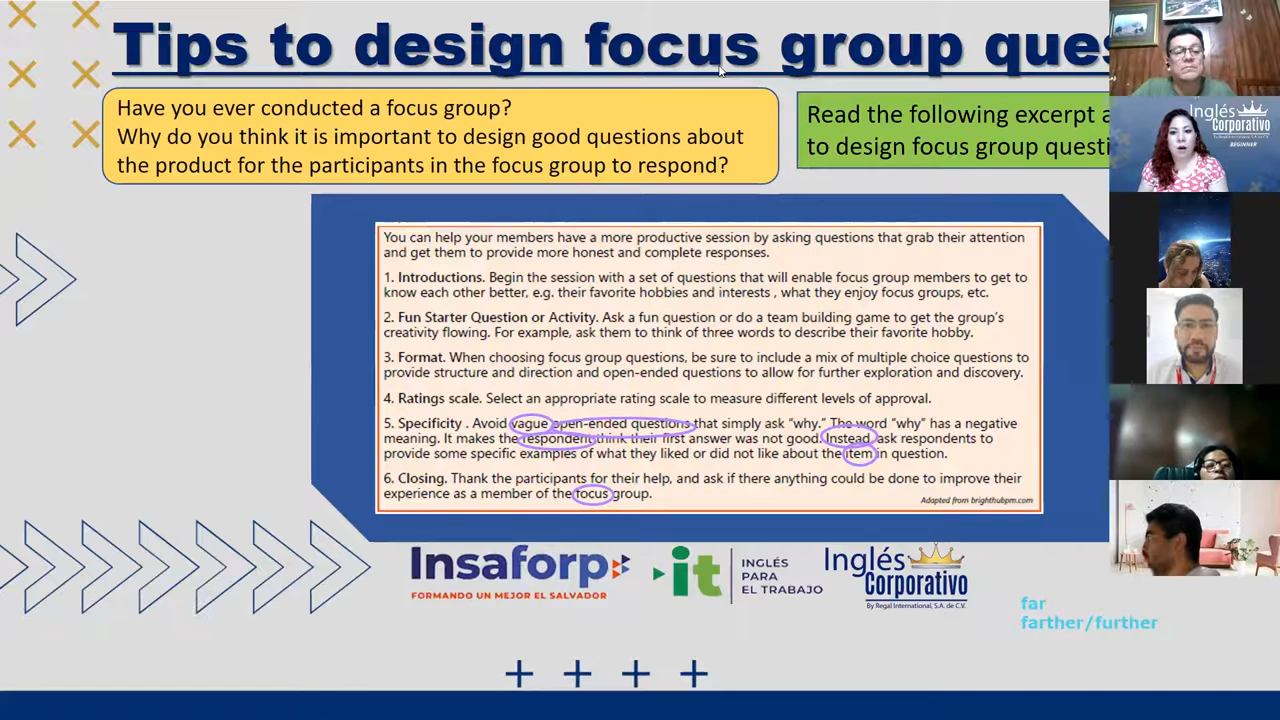 Tips to design focus group ques
Have you ever conducted a focus group?
Why do you think it is important to design good questions about
the product for the participants in the focus group to respond?
Read the following excerpt a
to design focus group questi
You can help your members have a more productive session by asking questions that grab their attention
and get them to provide more honest and complete responses.
1. Introductions. Begin the session with a set of questions that will enable focus group members to get to
know each other better, e.g. their favorite hobbies and interests , what they enjoy focus groups, etc.
2. Fun Starter Question or Activity. Ask a fun question or do a team building game to get the group's
creativity flowing. For example, ask them to think of three words to describe their favorite hobby.
3. Format. When choosing focus group questions, be sure to include a mix of multiple choice questions to
provide structure and direction and open-ended questions to allow for further exploration and discovery.
4. Ratings scale. Select an appropriate rating scale to measure different levels of approval.
5. Specificity . Avoid vague open-ended questions that simply ask “why.” The word “why” has a negative
meaning. It makes the respondent think their first answer was not good. Instead ask respondents to
provide some specific examples of what they liked or did not like about the item in question.
6. Closing. Thank the participants for their help, and ask if there anything could be done to improve their
experience as a member of the focus group.
Adapted from brighthubpm.com
Insaforp
FORMANDO UN MEJOR EL SALVADOR
it
INGLÉS
PARA
EL TRABAJO
Inglés
Corporativo
By Regal International, S.A. de C.V.
far
farther/further
Inglés
Corporativo
By Regal International, S.A. de C.V.
BEGINNER